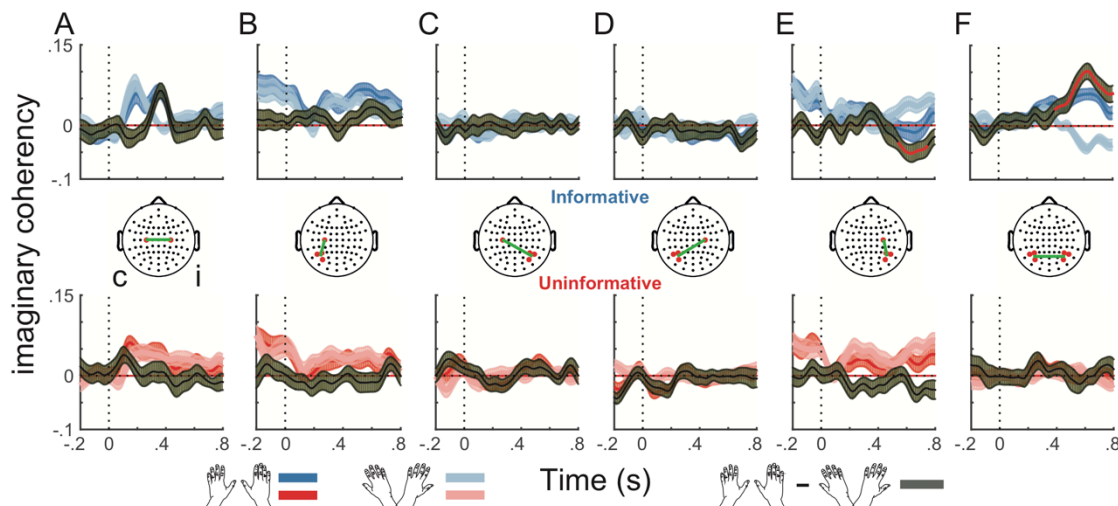 A B C D E F
imaginary coherency
.15
0
-.1
Informative
c i
Uninformative
.15
0
-.1
-.2 0 .4 .8 -.2 0 .4 .8 -.2 0 .4 .8 -.2 0 .4 .8 -.2 0 .4 .8 -.2 0 .4 .8
Time (s)
-